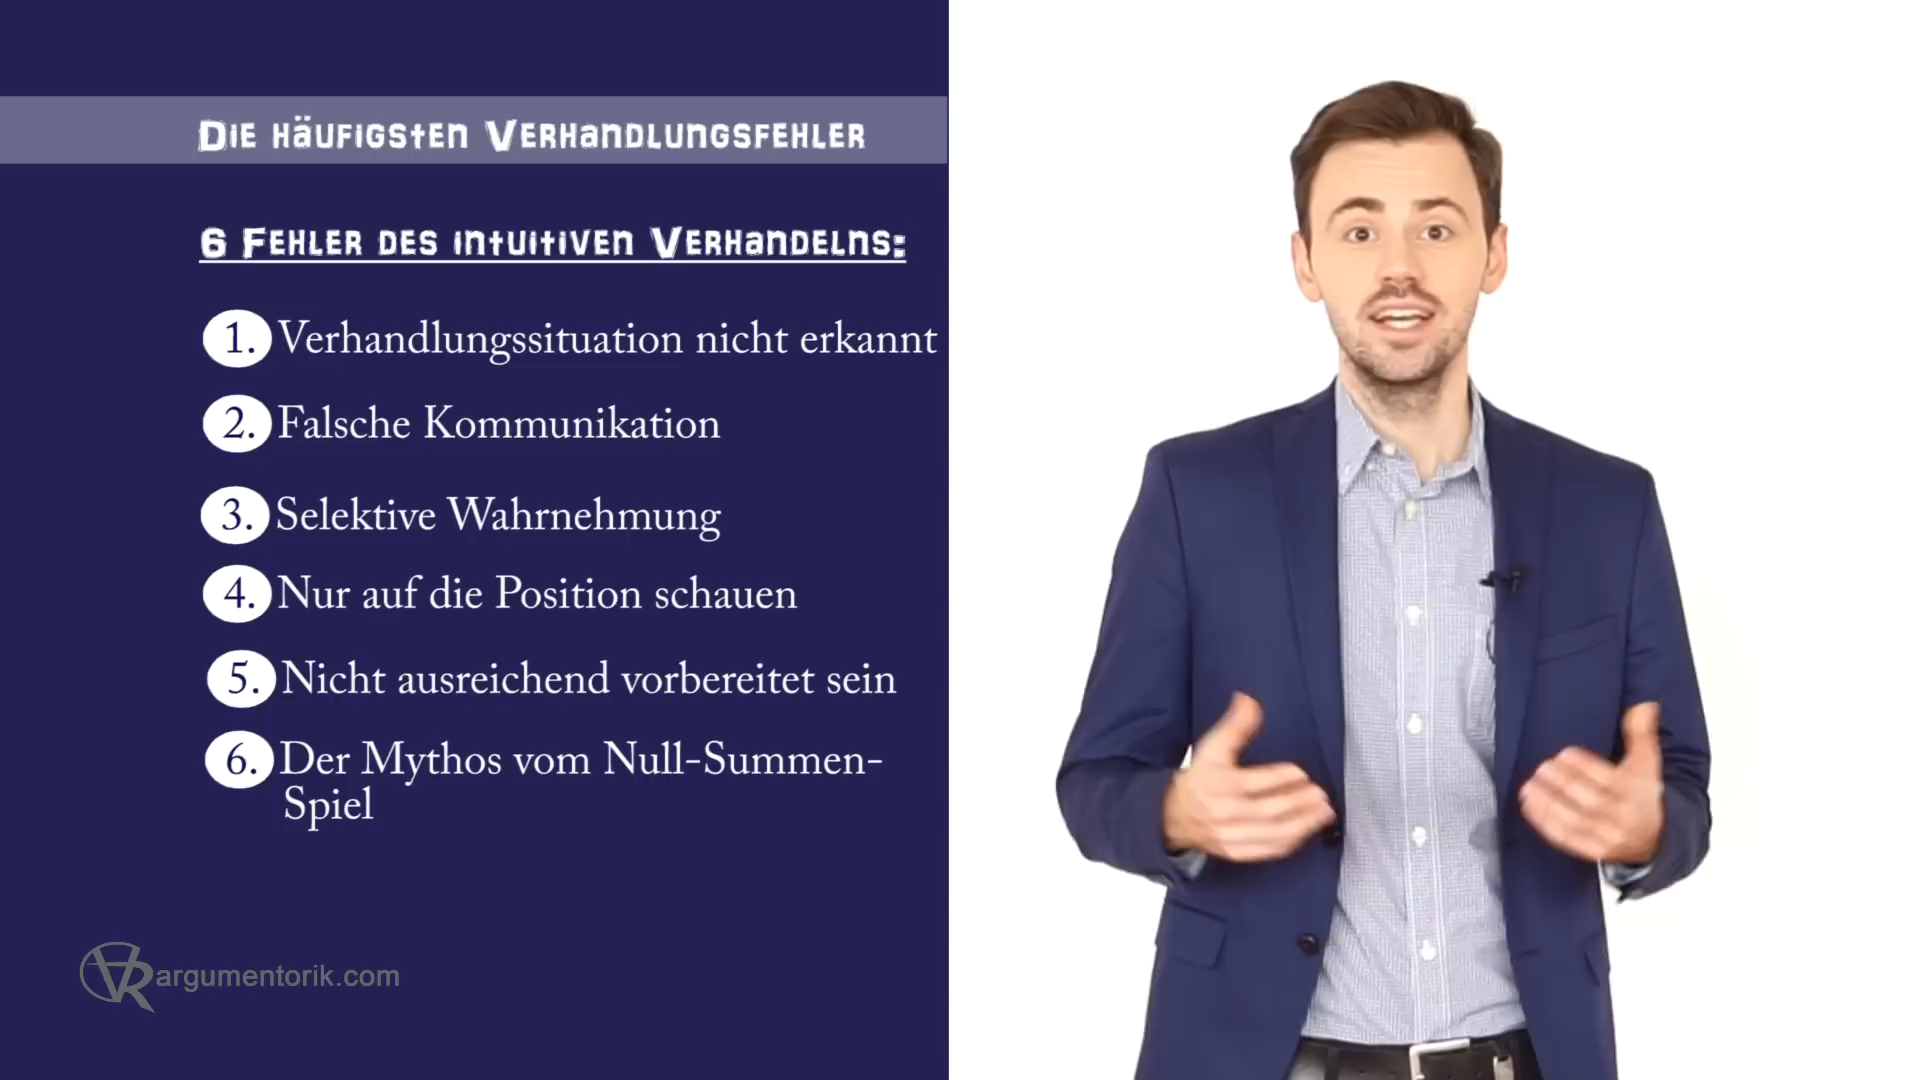 Die häufigsten Verhandlungsfehler
6 Fehler des intuitiven Verhandelns:
1. Verhandlungssituation nicht erkannt
2. Falsche Kommunikation
3. Selektive Wahrnehmung
4. Nur auf die Position schauen
5. Nicht ausreichend vorbereitet sein
6. Der Mythos vom Null-Summen-
Spiel
argumentorik.com